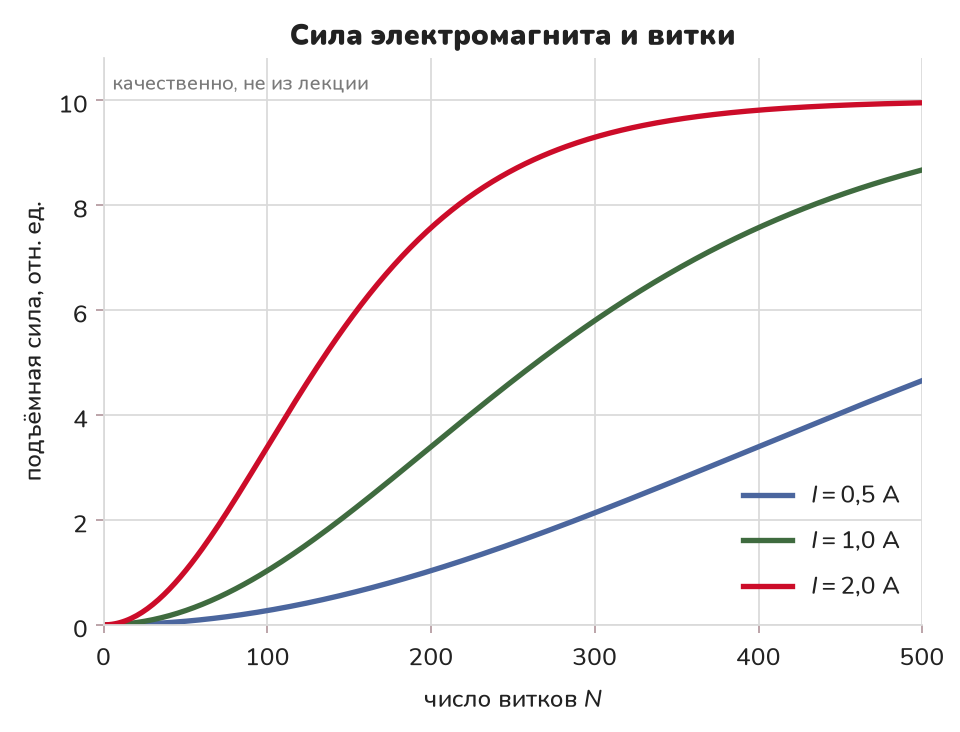 Сила электромагнита и витки
качественно, не из лекции
подъёмная сила, отн. ед.
10
8
6
4
2
0
0 100 200 300 400 500
число витков N
I = 0,5 А
I = 1,0 А
I = 2,0 А